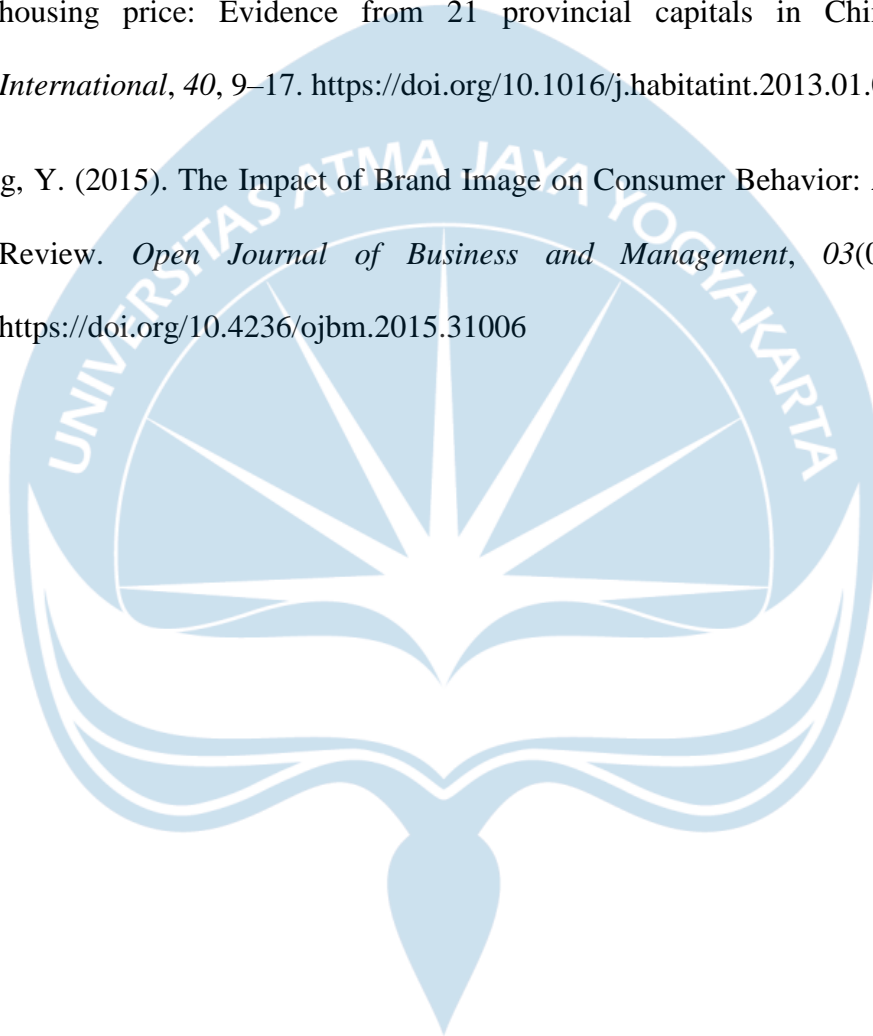 housing price: Evidence from 21 provincial capitals in
International, 40, 9–17. https://doi.org/10.1016/j.habitatint.2013.01.
Y. (2015). The Impact of Brand Image on Consumer Behavior:
Review. Open Journal of Business and Management, 03(
https://doi.org/10.4236/ojbm.2015.31006
UNIVERSITAS ATMA JAYA YOGYAKARTA